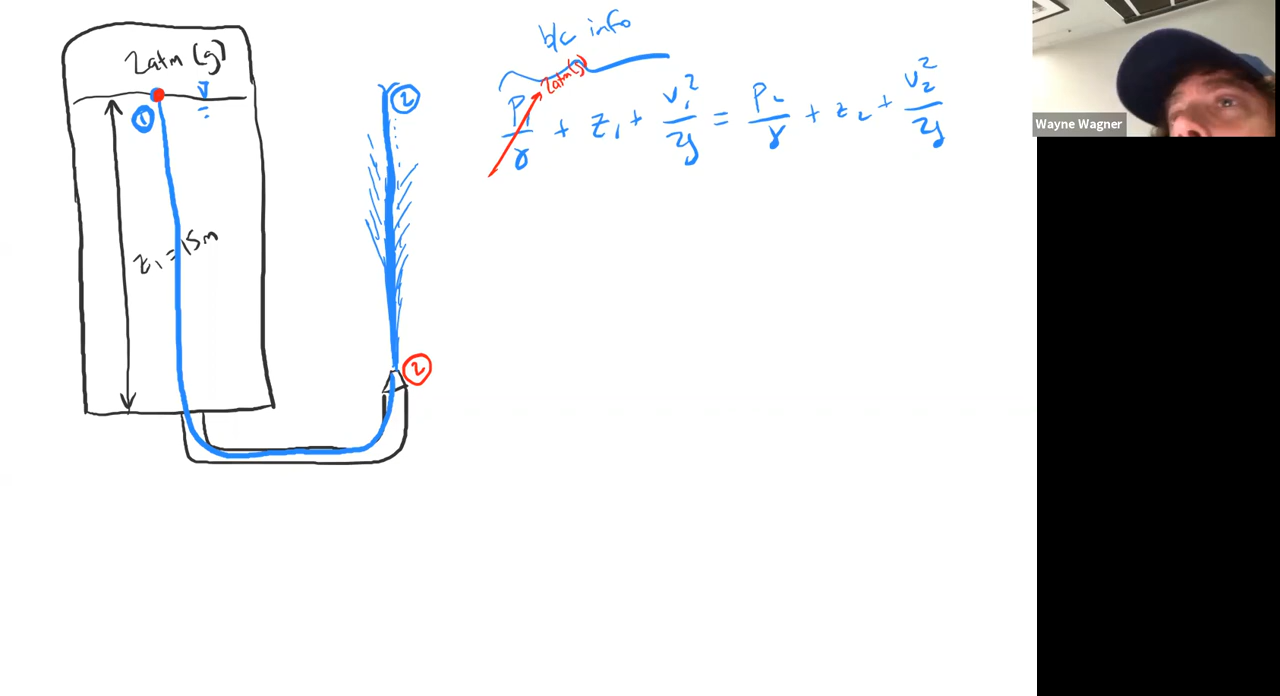 2atm (g)
①
z₁ = 15m
②
②
b/c info
2atm(g)
P₁/γ + z₁ + v₁²/2g = P₂/γ + z₂ + v₂²/2g
Wayne Wagner